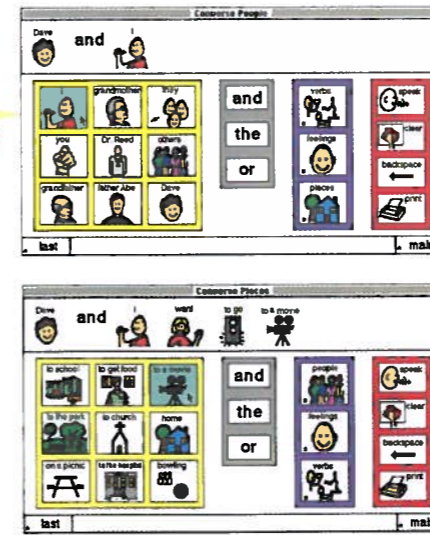 Converse People
Dave and I
I grandmother they
you Dr. Reed others
grandfather father Abe Dave
and
the
or
verbs
feelings
places
speak
clear
backspace
print
last main
Converse Places
Dave and I want to go to a movie
to school to get food to a movie
to the park to church home
on a picnic to the hospital bowling
and
the
or
people
feelings
verbs
speak
clear
backspace
print
last main